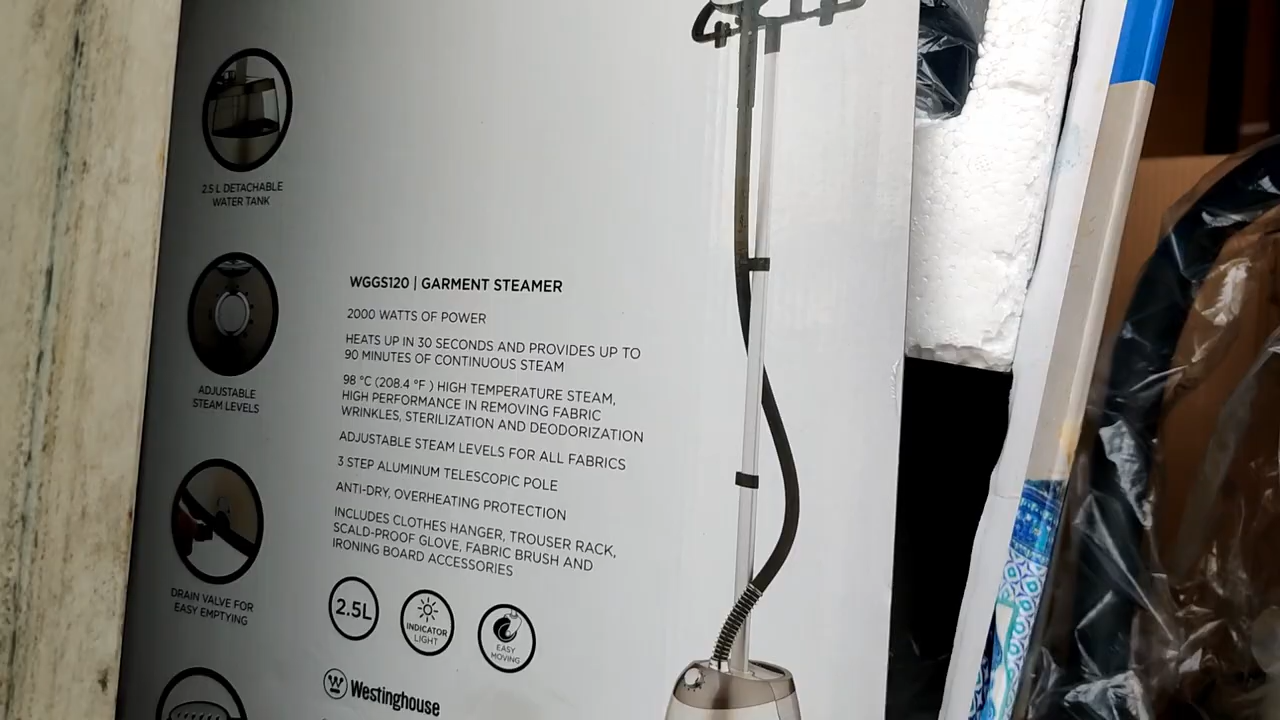 2.5 L DETACHABLE
WATER TANK
ADJUSTABLE
STEAM LEVELS
DRAIN VALVE FOR
EASY EMPTYING
WGGS120 | GARMENT STEAMER
2000 WATTS OF POWER
HEATS UP IN 30 SECONDS AND PROVIDES UP TO
90 MINUTES OF CONTINUOUS STEAM
98 °C (208.4 °F ) HIGH TEMPERATURE STEAM,
HIGH PERFORMANCE IN REMOVING FABRIC
WRINKLES, STERILIZATION AND DEODORIZATION
ADJUSTABLE STEAM LEVELS FOR ALL FABRICS
3 STEP ALUMINUM TELESCOPIC POLE
ANTI-DRY, OVERHEATING PROTECTION
INCLUDES CLOTHES HANGER, TROUSER RACK,
SCALD-PROOF GLOVE, FABRIC BRUSH AND
IRONING BOARD ACCESSORIES
2.5L
INDICATOR
LIGHT
EASY
MOVING
W Westinghouse